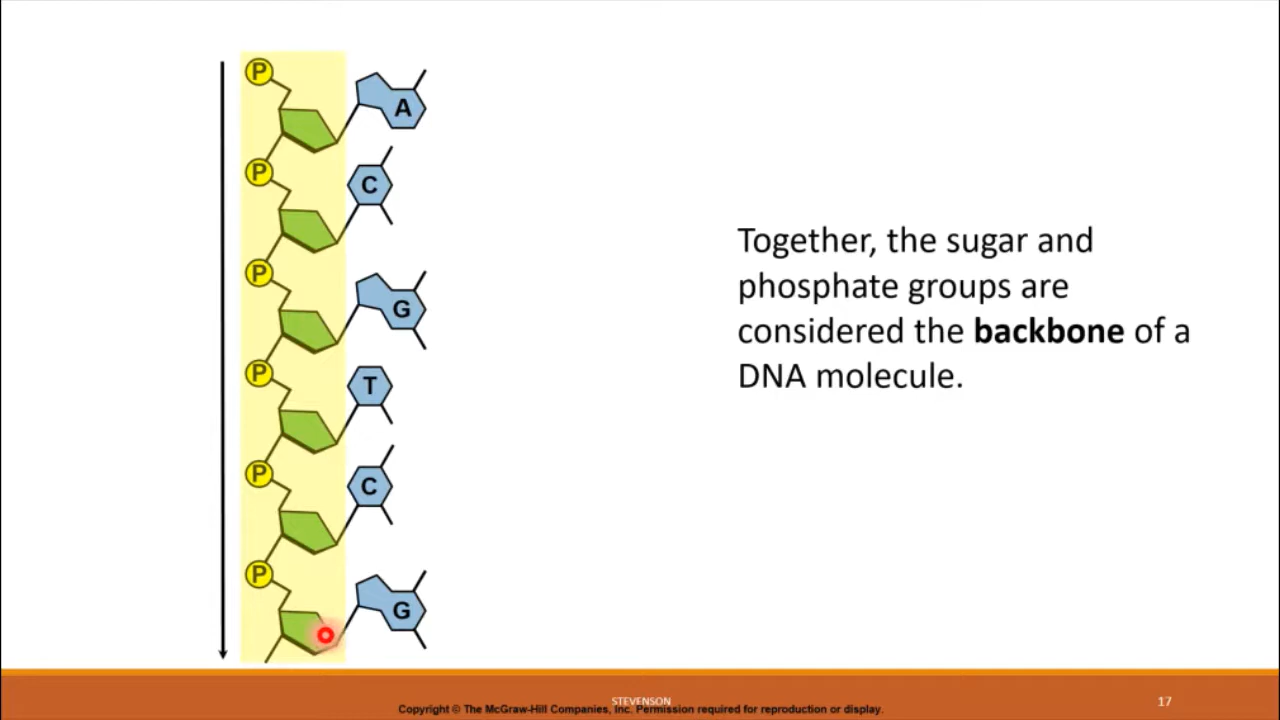 P
A
P
C
P
G
P
T
P
C
P
G
Together, the sugar and
phosphate groups are
considered the backbone of a
DNA molecule.
STEVENSON
17
Copyright © The McGraw-Hill Companies, Inc. Permission required for reproduction or display.